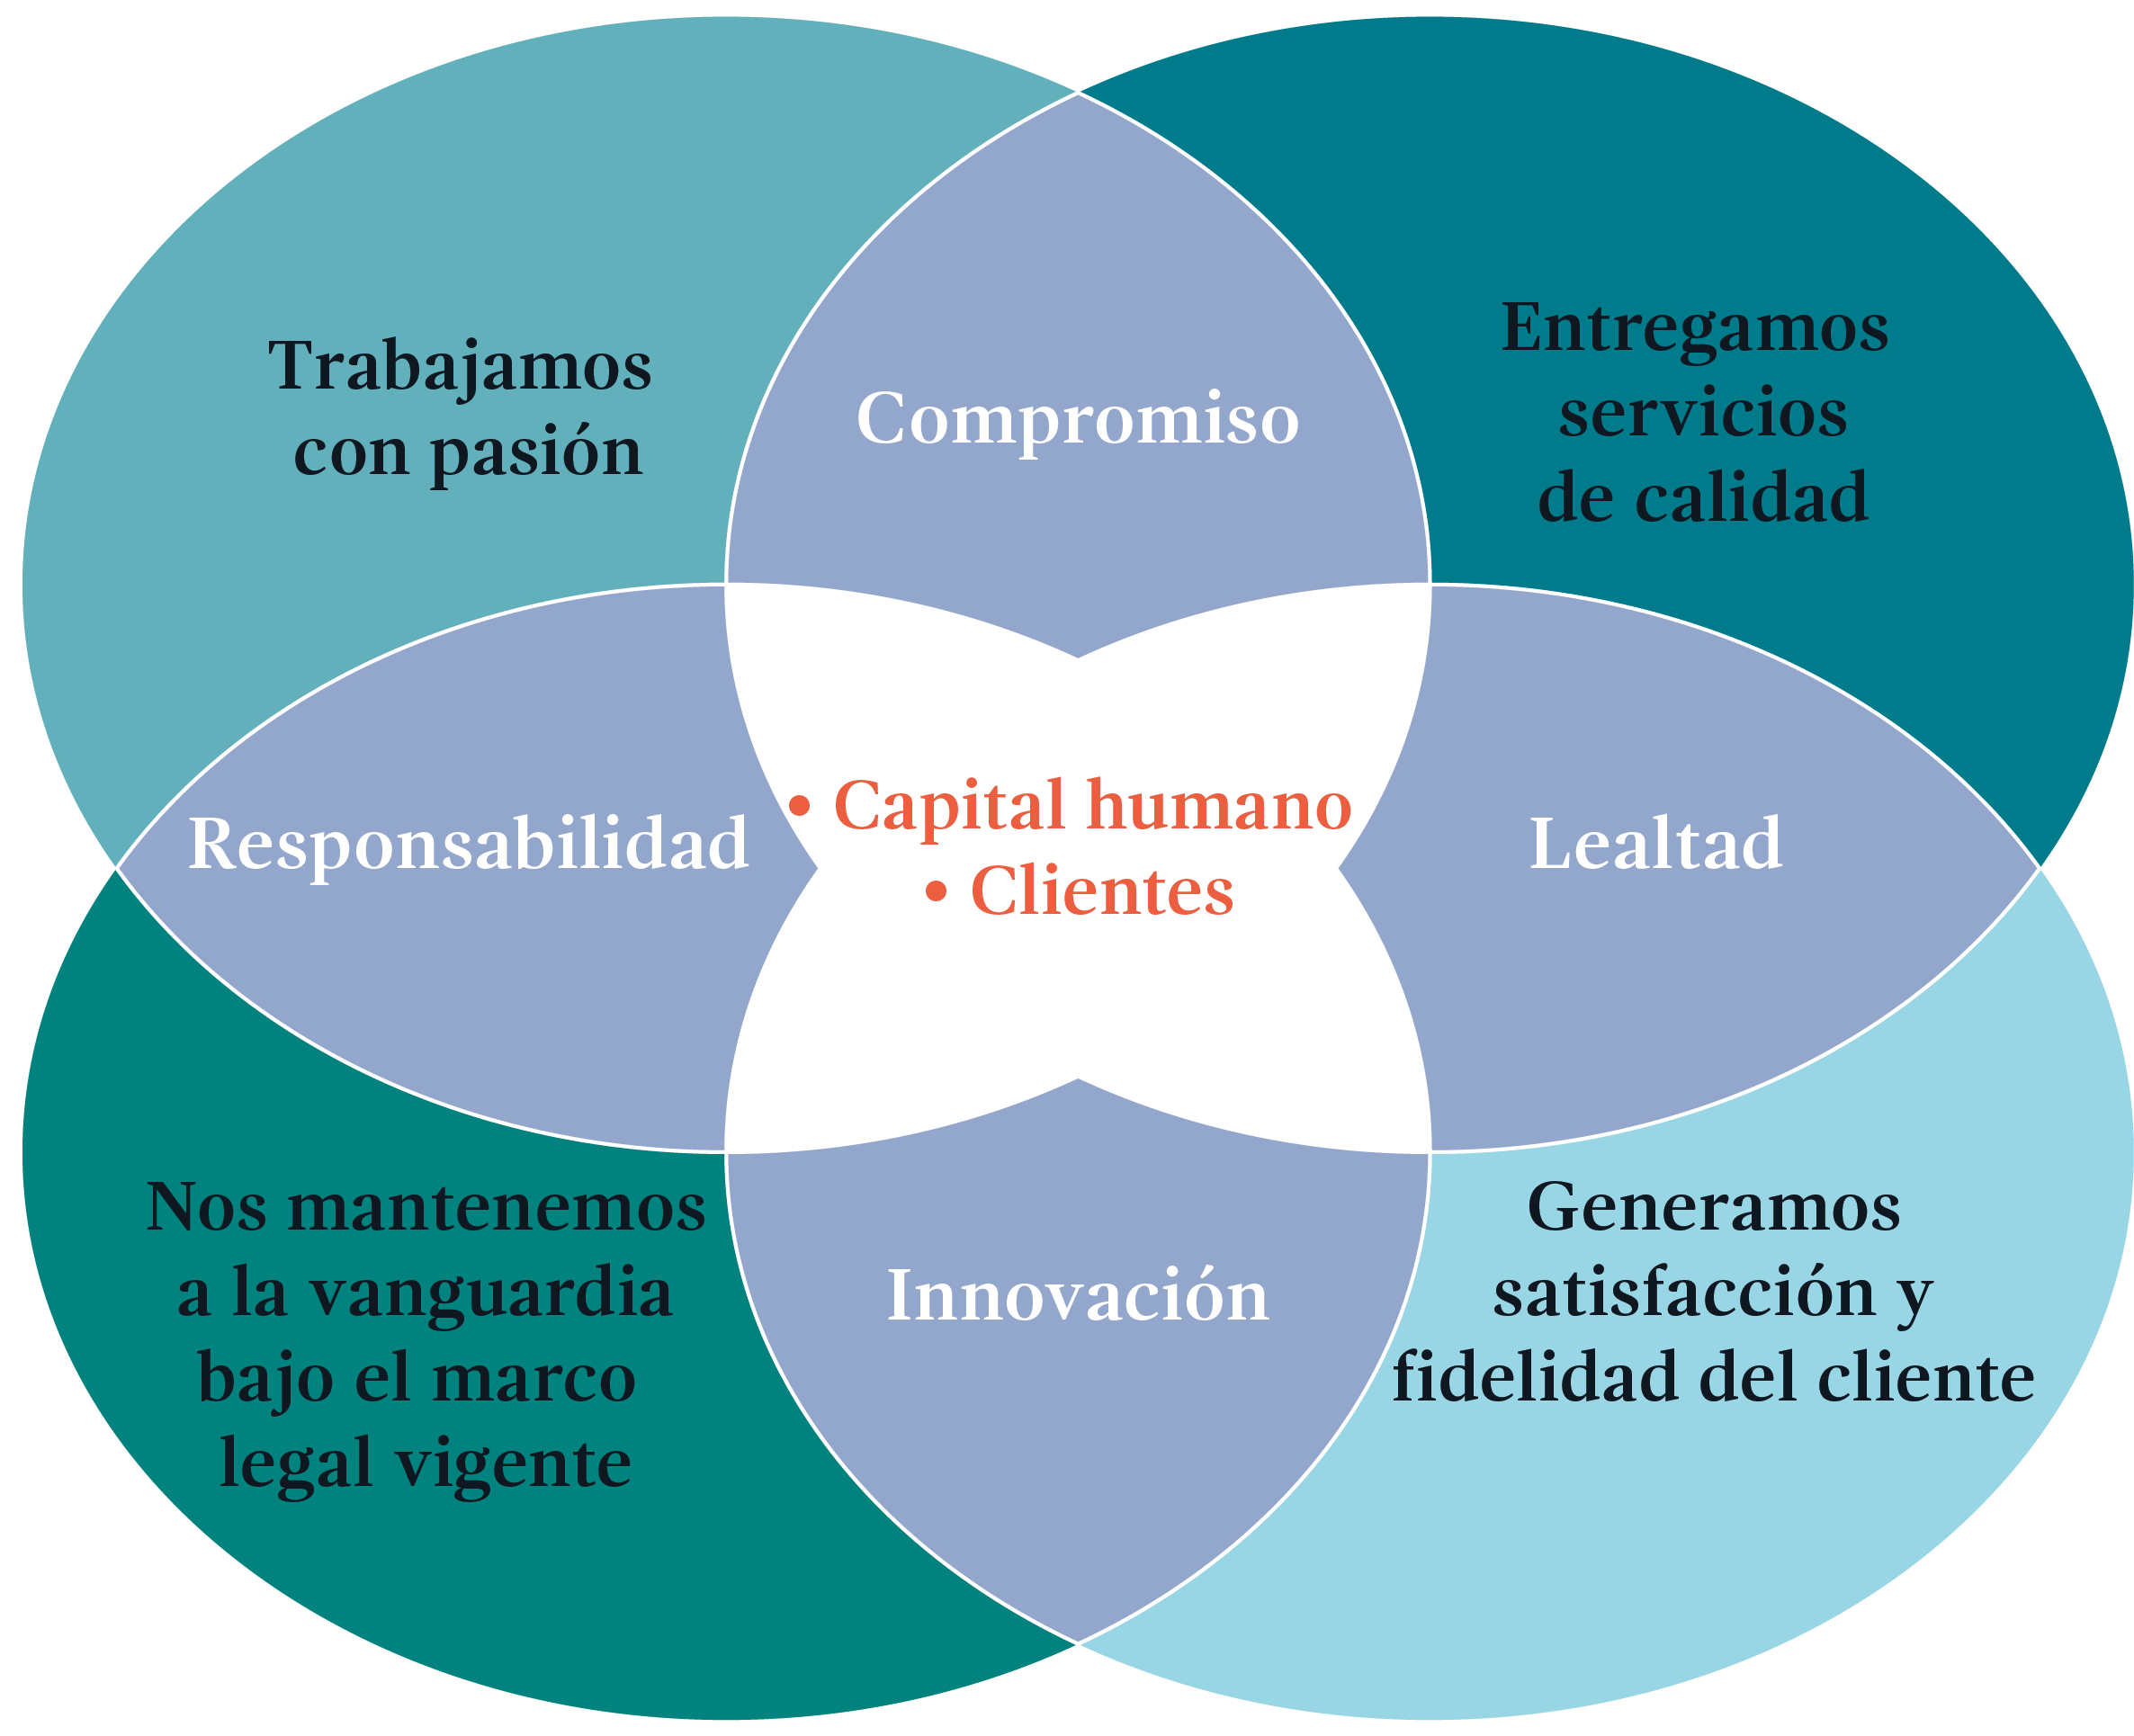 Trabajamos
con pasión
Compromiso
Entregamos
servicios
de calidad
Responsabilidad
• Capital humano
• Clientes
Lealtad
Nos mantenemos
a la vanguardia
bajo el marco
legal vigente
Innovación
Generamos
satisfacción y
fidelidad del cliente